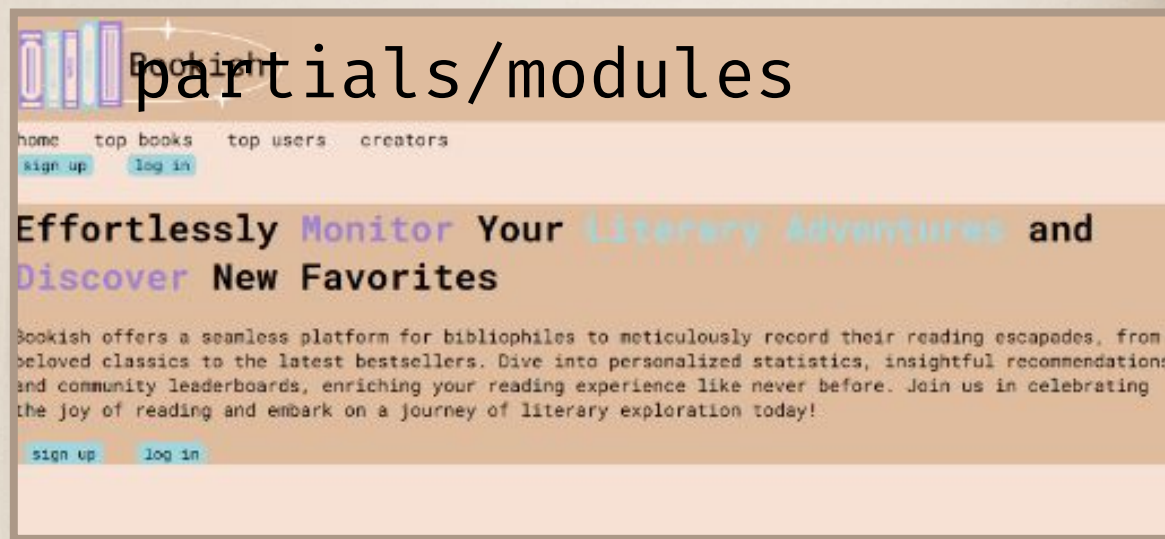 Bookish
partials/modules
home top books top users creators
sign up log in
Effortlessly Monitor Your Literary Adventures and
Discover New Favorites
Bookish offers a seamless platform for bibliophiles to meticulously record their reading escapades, from
beloved classics to the latest bestsellers. Dive into personalized statistics, insightful recommendations
and community leaderboards, enriching your reading experience like never before. Join us in celebrating
the joy of reading and embark on a journey of literary exploration today!
sign up log in